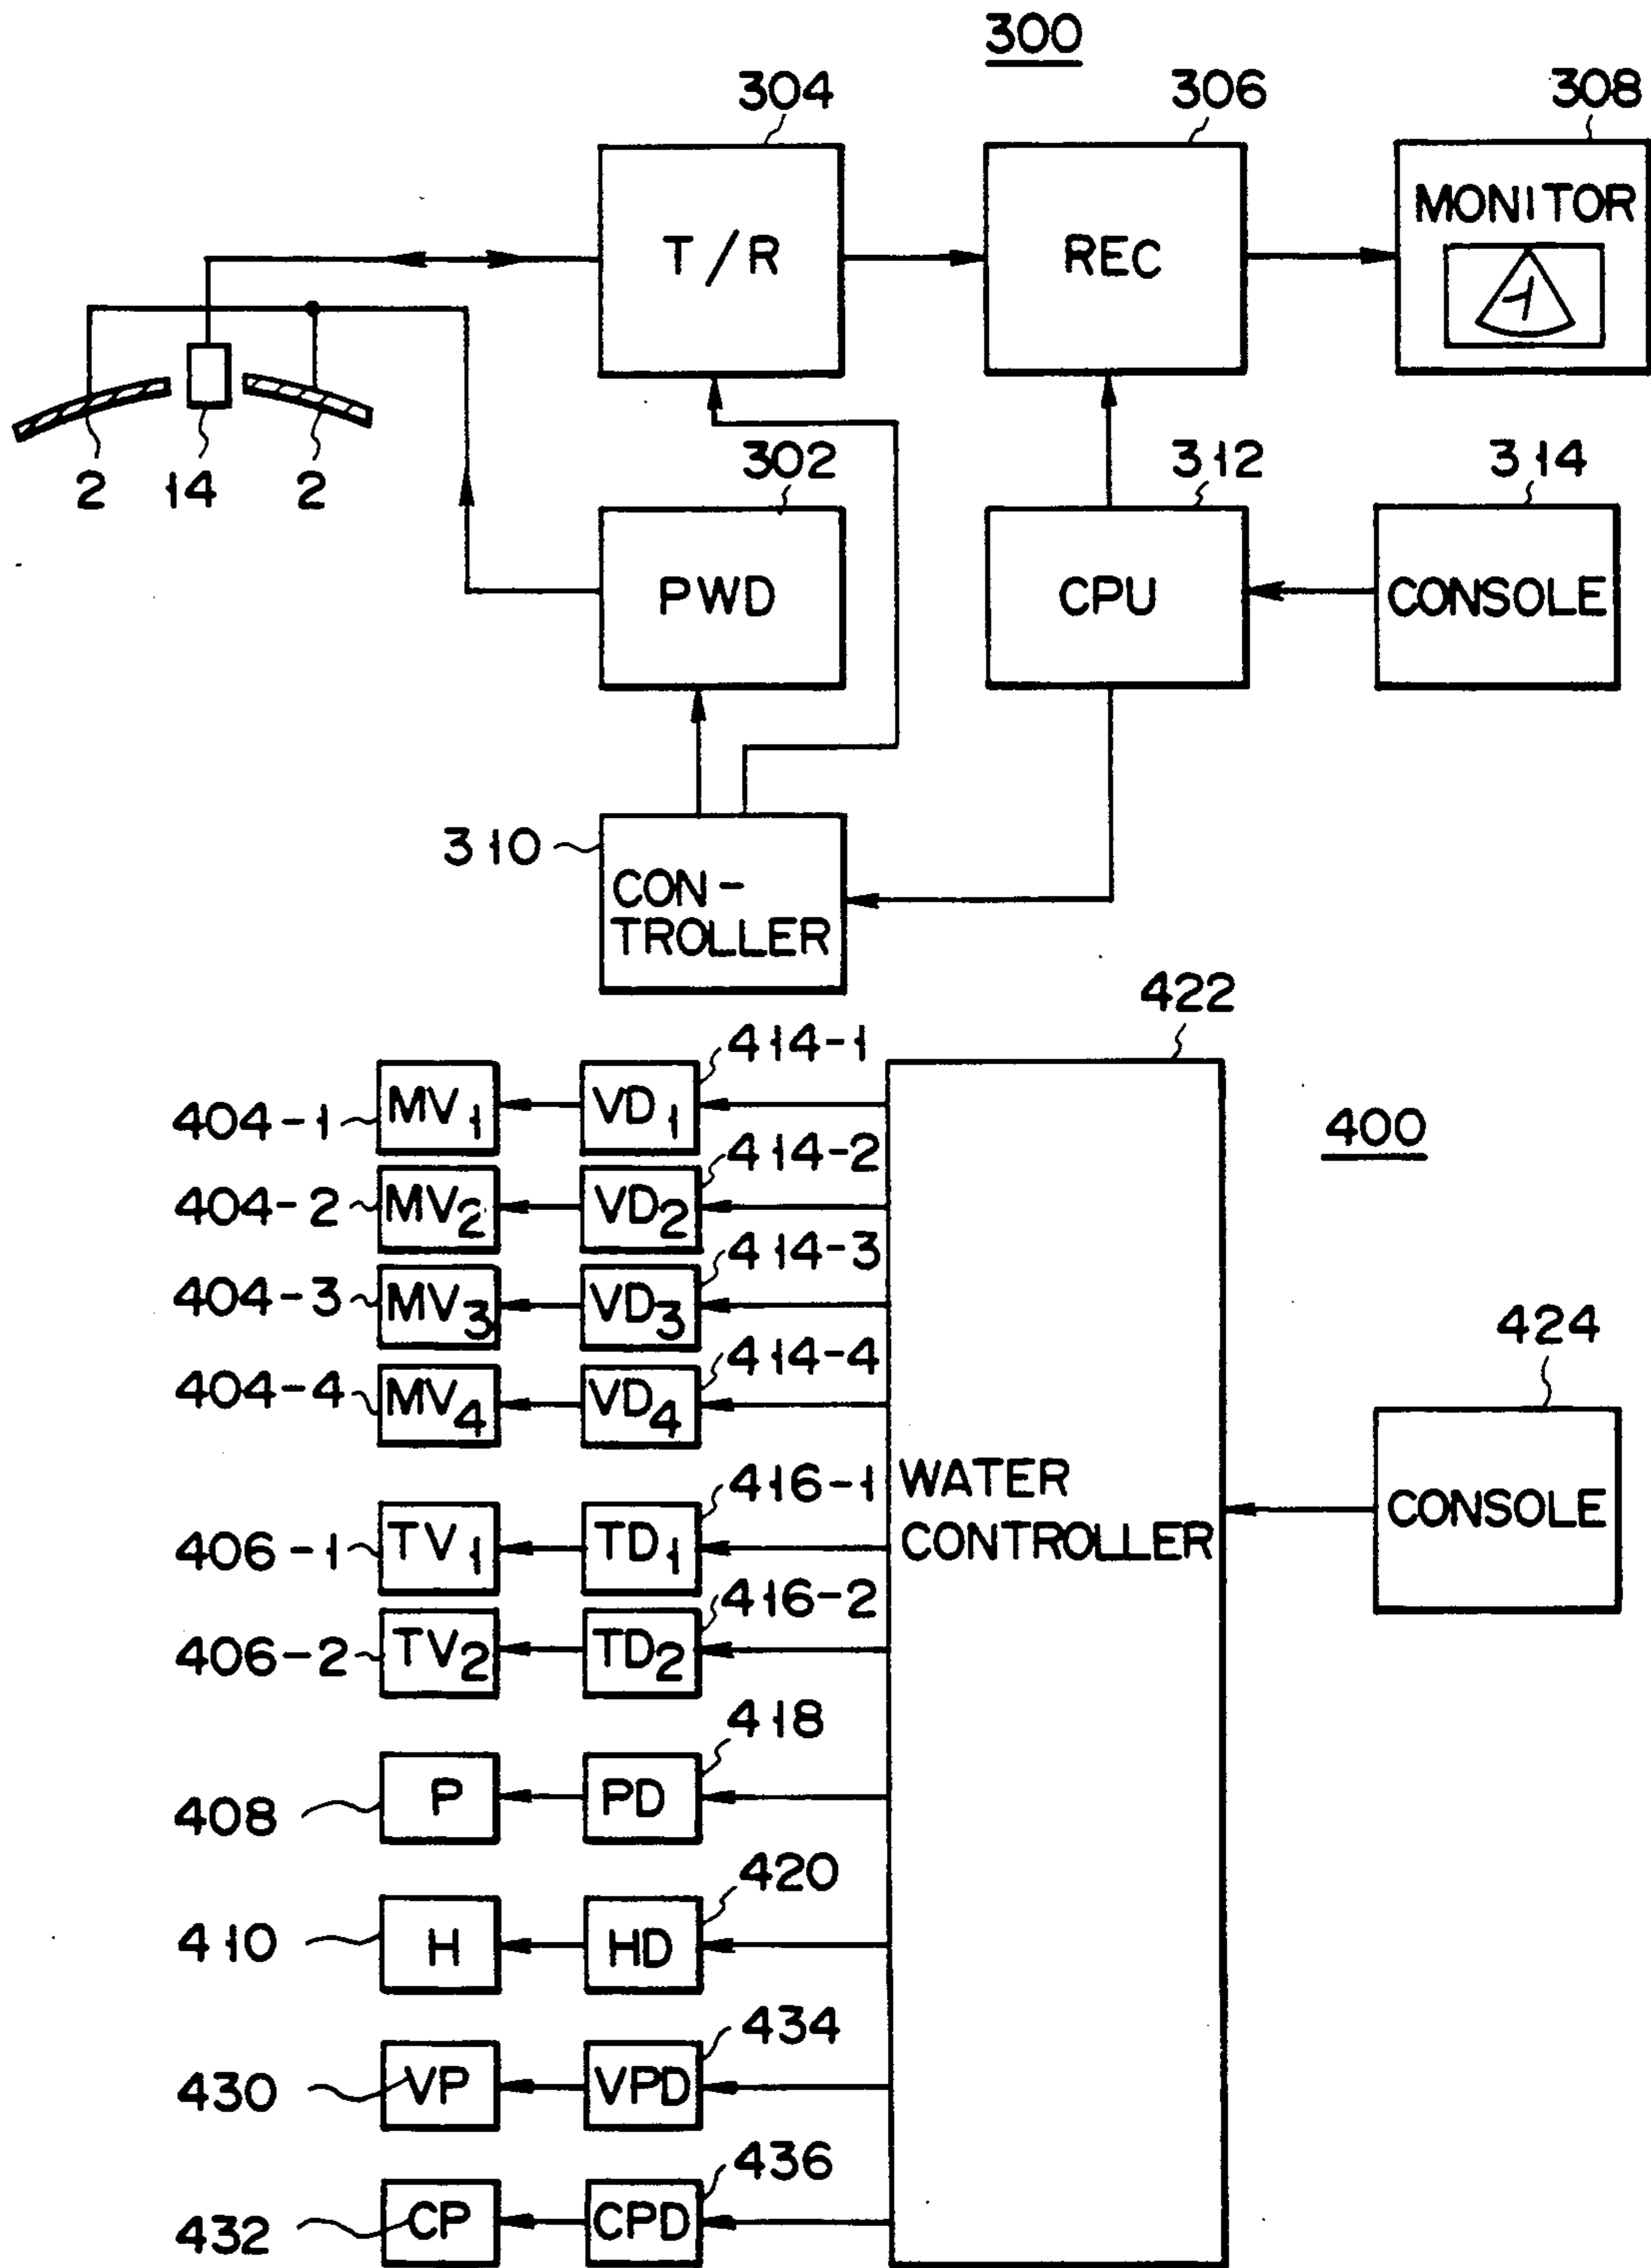 300
304
306
308
T/R
REC
MONITOR
2
14
2
302
312
314
PWD
CPU
CONSOLE
310
CON-
TROLLER
422
400
404-1
MV1
VD1
414-1
404-2
MV2
VD2
414-2
404-3
MV3
VD3
414-3
404-4
MV4
VD4
414-4
WATER
CONTROLLER
424
CONSOLE
406-1
TV1
TD1
416-1
406-2
TV2
TD2
416-2
408
P
PD
418
410
H
HD
420
430
VP
VPD
434
432
CP
CPD
436